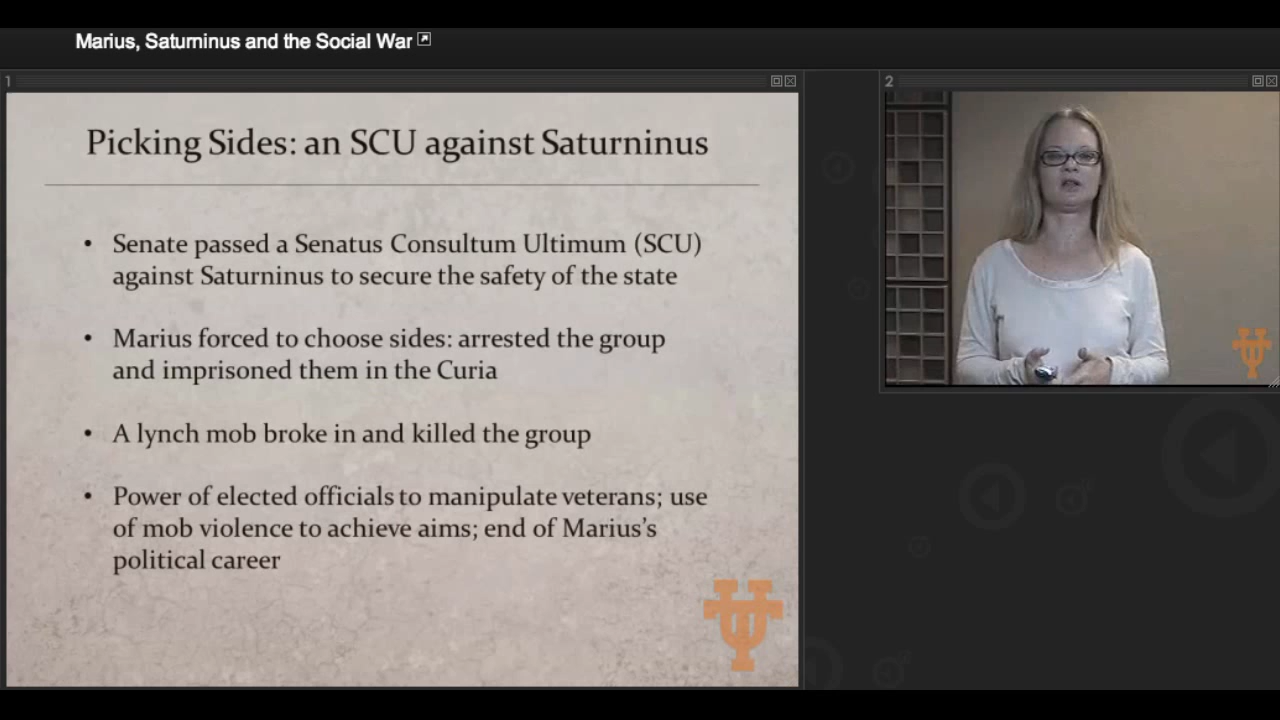 Marius, Saturninus and the Social War
1
2
Picking Sides: an SCU against Saturninus
• Senate passed a Senatus Consultum Ultimum (SCU)
against Saturninus to secure the safety of the state
• Marius forced to choose sides: arrested the group
and imprisoned them in the Curia
• A lynch mob broke in and killed the group
• Power of elected officials to manipulate veterans; use
of mob violence to achieve aims; end of Marius's
political career
UT
UT